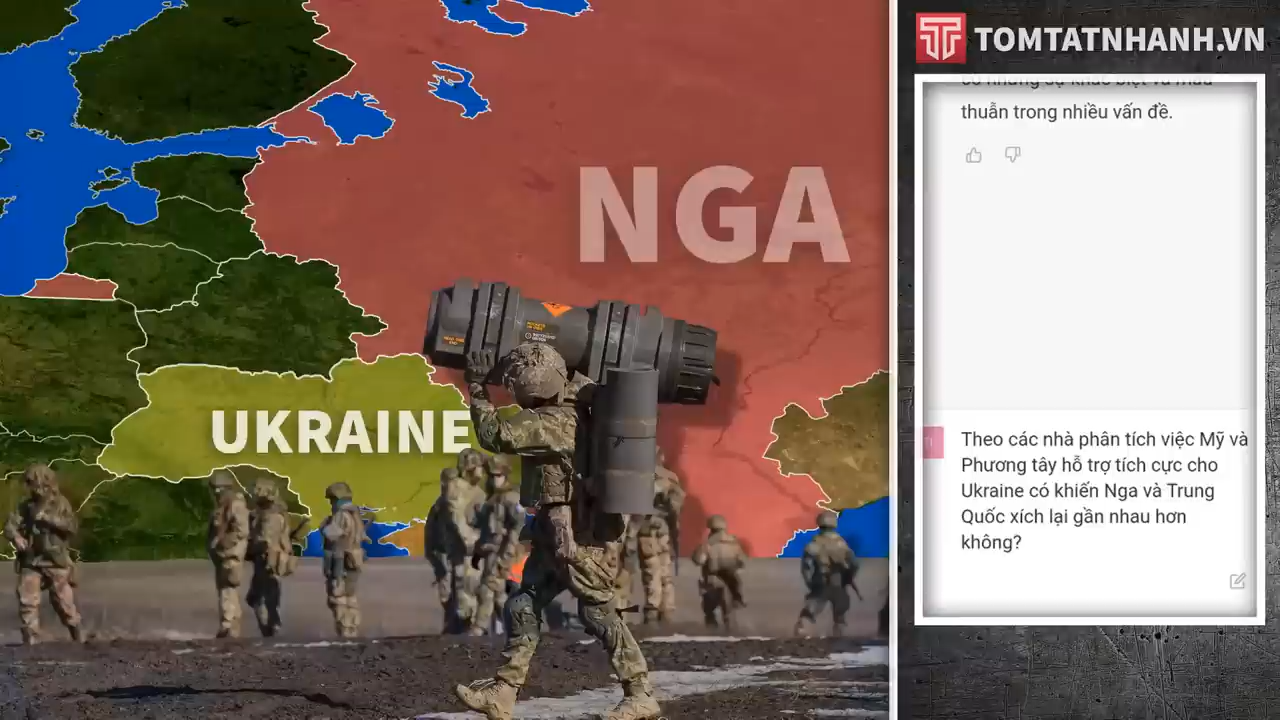 NGA
UKRAINE
TOMTATNHANH.VN
thuẫn trong nhiều vấn đề.
Theo các nhà phân tích việc Mỹ và
Phương tây hỗ trợ tích cực cho
Ukraine có khiến Nga và Trung
Quốc xích lại gần nhau hơn
không?